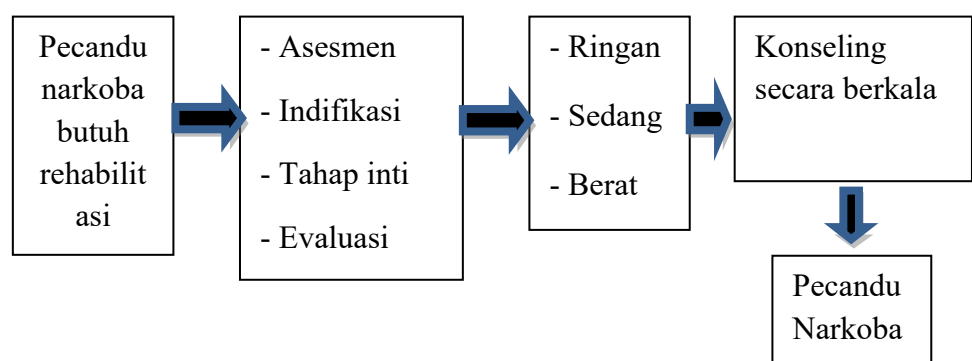 Pecandu
narkoba
butuh
rehabilit
asi
- Asesmen
- Indifikasi
- Tahap inti
- Evaluasi
- Ringan
- Sedang
- Berat
Konseling
secara berkala
Pecandu
Narkoba